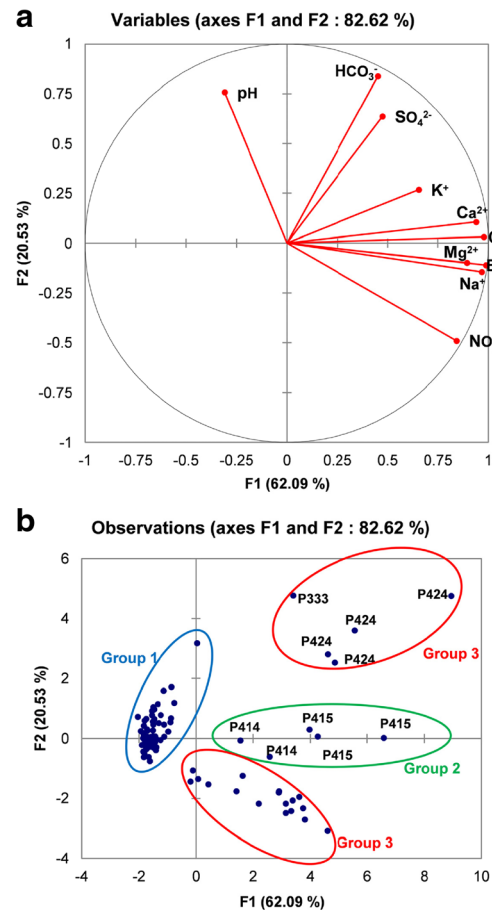 a
Variables (axes F1 and F2 : 82.62 %)
1
0.75
0.5
0.25
0
-0.25
-0.5
-0.75
-1
F2 (20.53 %)
HCO₃⁻
pH
SO₄²⁻
K⁺
Ca²⁺
Mg²⁺
Na⁺
NO
-1 -0.75 -0.5 -0.25 0 0.25 0.5 0.75 1
F1 (62.09 %)
b
Observations (axes F1 and F2 : 82.62 %)
6
4
2
0
-2
-4
F2 (20.53 %)
P333
P424
P424
P424
P424
Group 3
Group 1
P414
P415
P415
P414
P415
Group 2
Group 3
-4 -2 0 2 4 6 8 10
F1 (62.09 %)